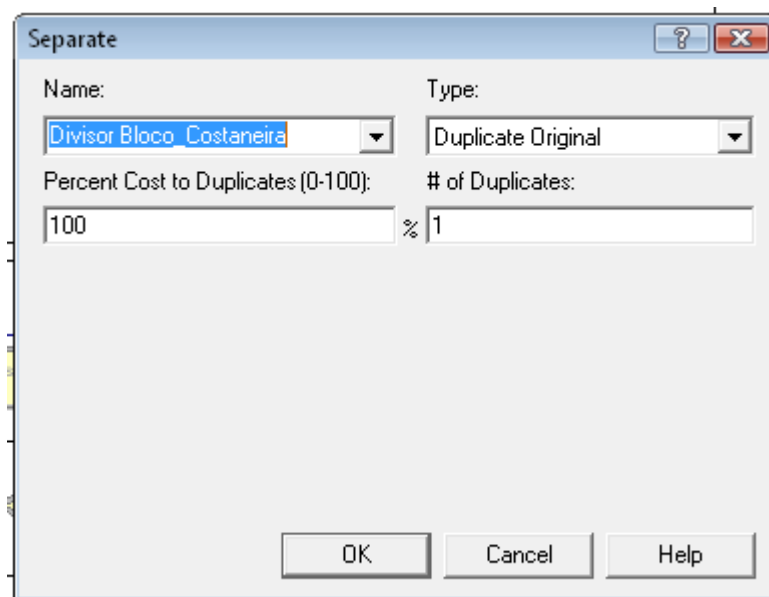 Separate
Name: Type:
Divisor Bloco_Costaneira Duplicate Original
Percent Cost to Duplicates (0-100): # of Duplicates:
100 % 1
OK Cancel Help